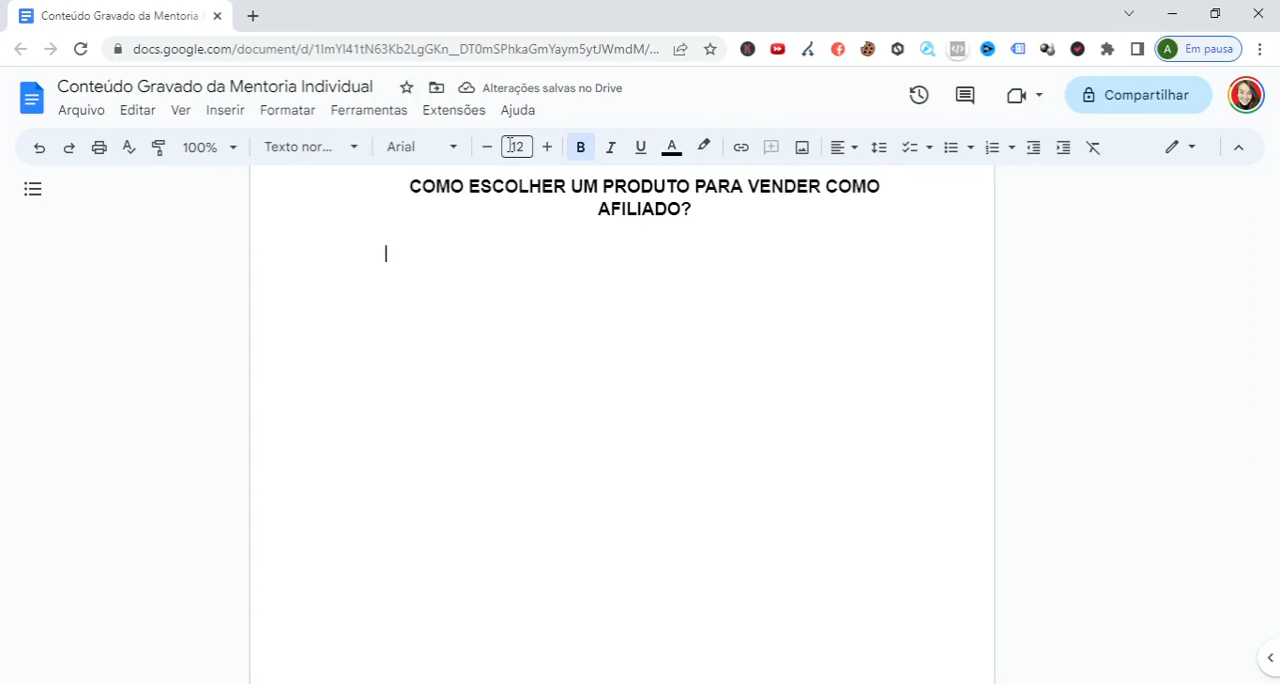 Conteúdo Gravado da Mentoria
docs.google.com/document/d/1ImYl41tN63Kb2LgGKn__DT0mSPhkaGmYaym5ytJWmdM/...
A Em pausa
Conteúdo Gravado da Mentoria Individual
Alterações salvas no Drive
Arquivo Editar Ver Inserir Formatar Ferramentas Extensões Ajuda
Compartilhar
100% Texto nor... Arial 12 B I U A
COMO ESCOLHER UM PRODUTO PARA VENDER COMO
AFILIADO?